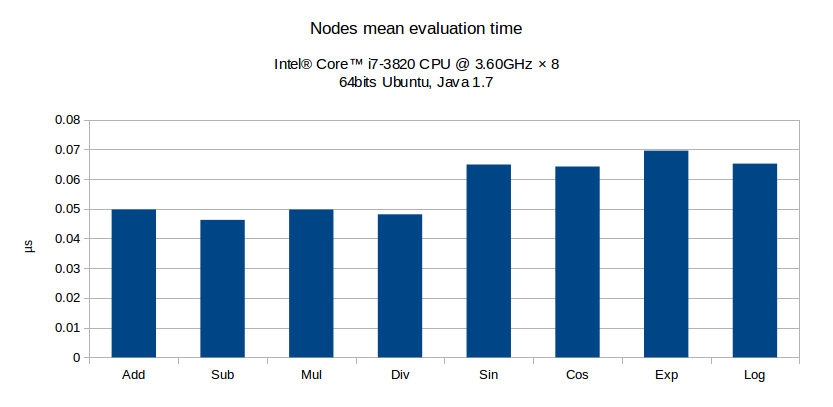 Nodes mean evaluation time
Intel® Core™ i7-3820 CPU @ 3.60GHz × 8
64bits Ubuntu, Java 1.7
0.08
0.07
0.06
0.05
0.04
0.03
0.02
0.01
0
µs
Add Sub Mul Div Sin Cos Exp Log